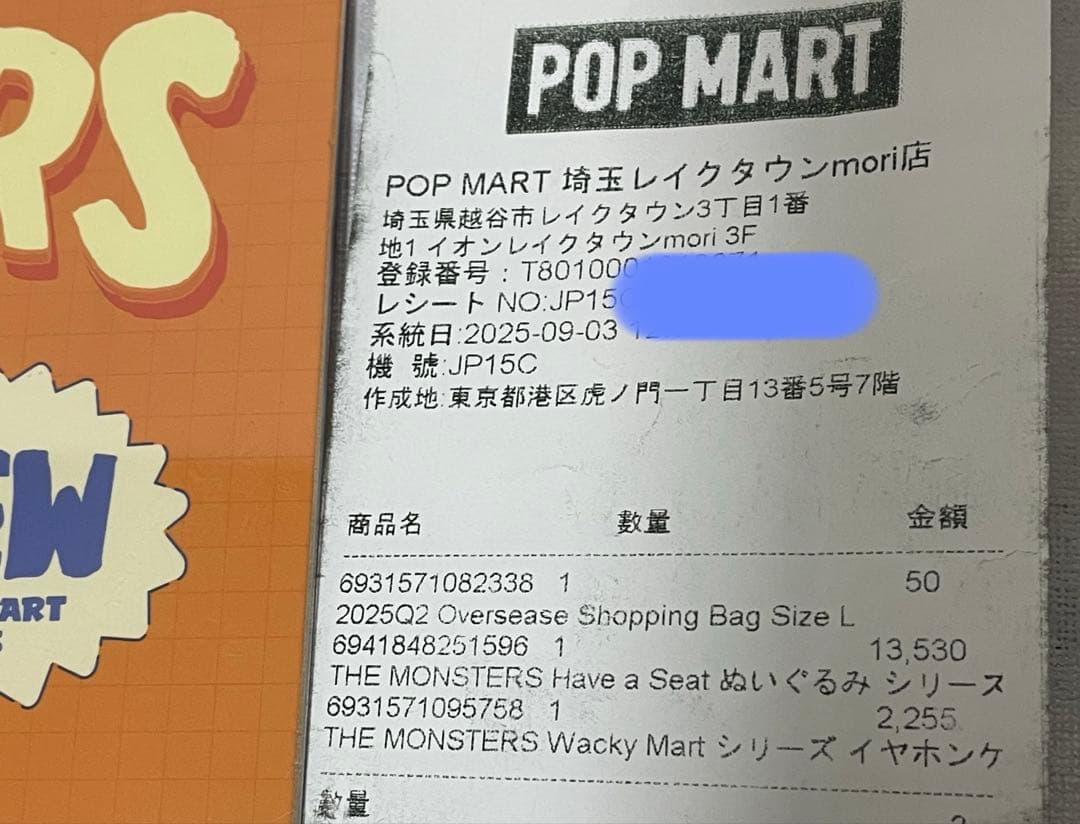 RS
EW
ART
POP MART
POP MART 埼玉レイクタウンmori店
埼玉県越谷市レイクタウン3丁目1番
地1 イオンレイクタウンmori 3F
登録番号：T801000
レシート NO:JP15
系統日:2025-09-03
機 號:JP15C
作成地:東京都港区虎ノ門一丁目13番5号7階
商品名 數量 金額
6931571082338 1 50
2025Q2 Oversease Shopping Bag Size L
6941848251596 1 13,530
THE MONSTERS Have a Seat ぬいぐるみ シリース
6931571095758 1 2,255
THE MONSTERS Wacky Mart シリーズ イヤホンケ
數量